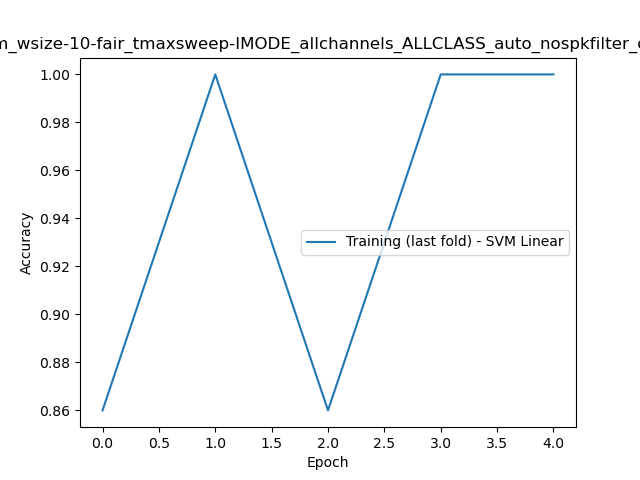 m_wsize-10-fair_tmaxsweep-IMODE_allchannels_ALLCLASS_auto_nospkfilter_
1.00
0.98
0.96
0.94
0.92
0.90
0.88
0.86
Accuracy
Training (last fold) - SVM Linear
0.0 0.5 1.0 1.5 2.0 2.5 3.0 3.5 4.0
Epoch